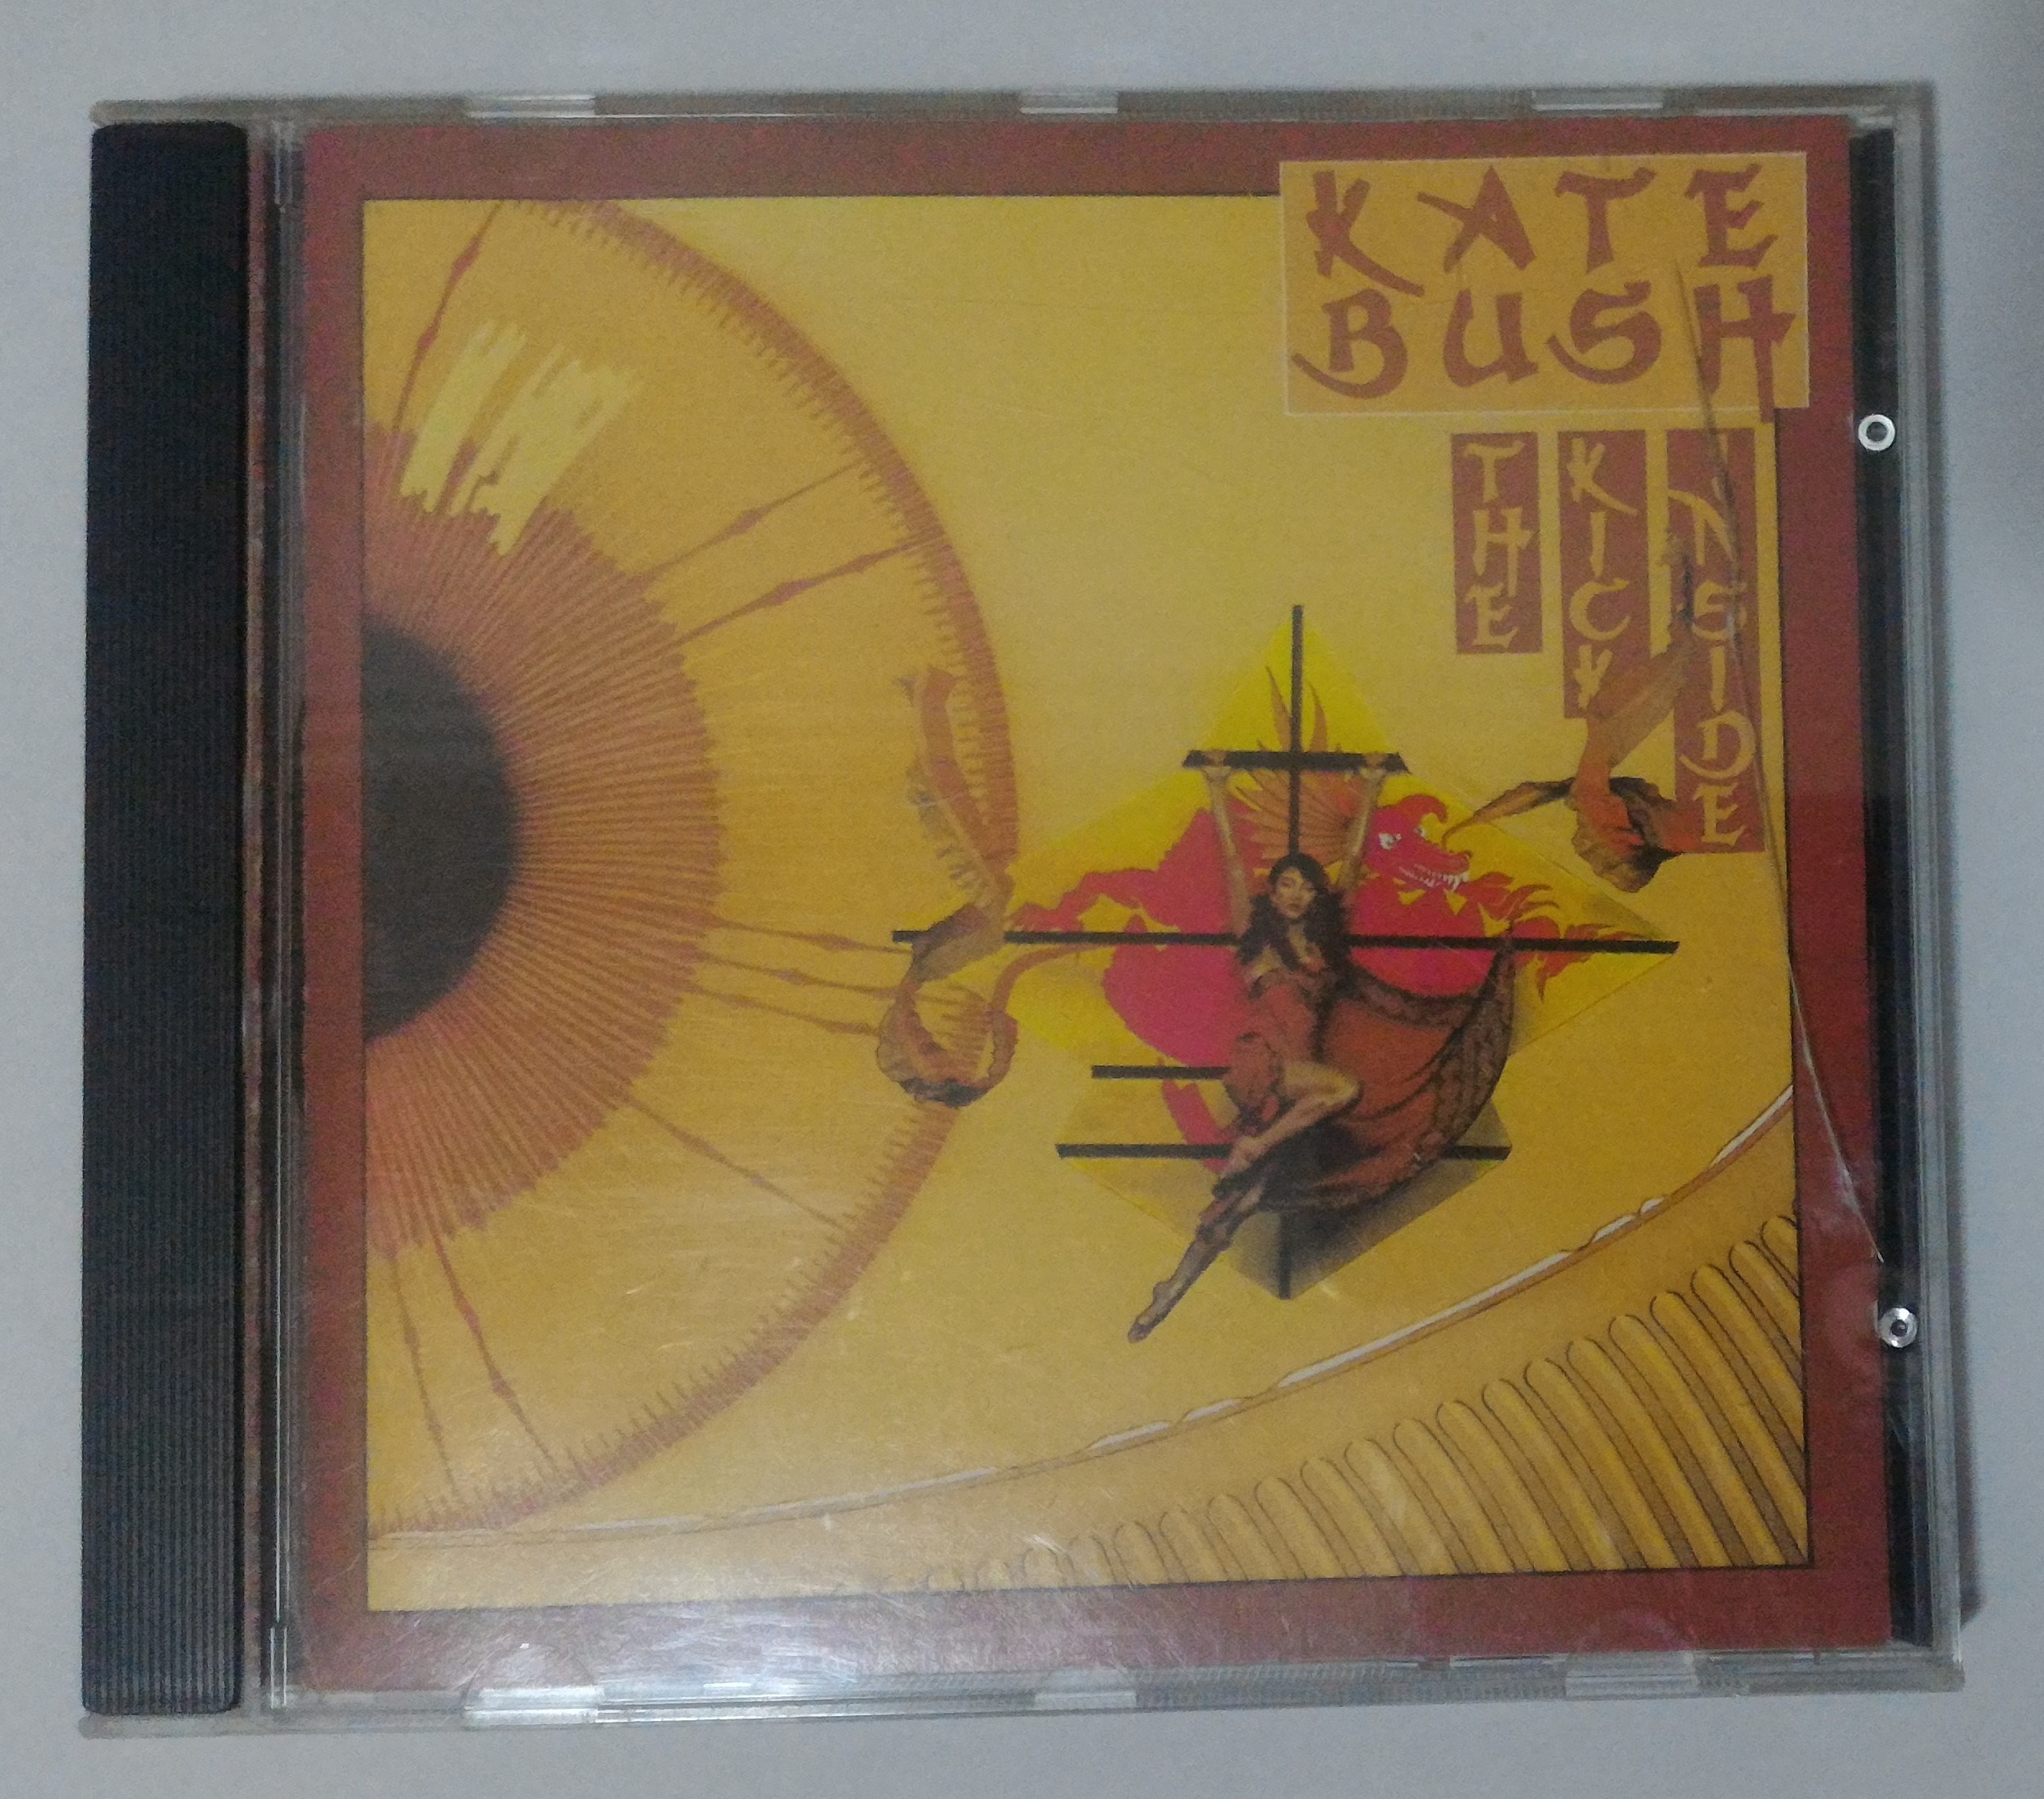 KATE
BUSH
THE
KICK
INSIDE